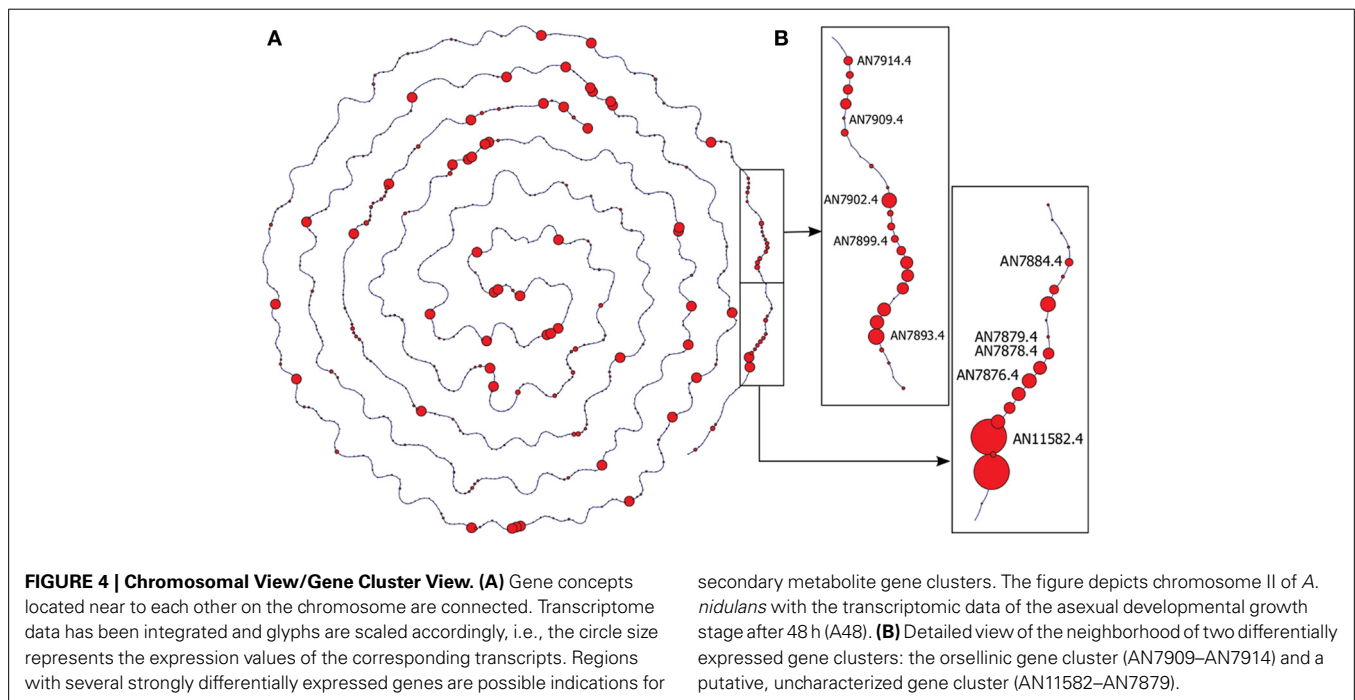 A
B
AN7914.4
AN7909.4
AN7902.4
AN7899.4
AN7893.4
AN7884.4
AN7879.4
AN7878.4
AN7876.4
AN11582.4
FIGURE 4 | Chromosomal View/Gene Cluster View. (A) Gene concepts
located near to each other on the chromosome are connected. Transcriptome
data has been integrated and glyphs are scaled accordingly, i.e., the circle size
represents the expression values of the corresponding transcripts. Regions
with several strongly differentially expressed genes are possible indications for
secondary metabolite gene clusters. The figure depicts chromosome II of A.
nidulans with the transcriptomic data of the asexual developmental growth
stage after 48 h (A48). (B) Detailed view of the neighborhood of two differentially
expressed gene clusters: the orsellinic gene cluster (AN7909–AN7914) and a
putative, uncharacterized gene cluster (AN11582–AN7879).